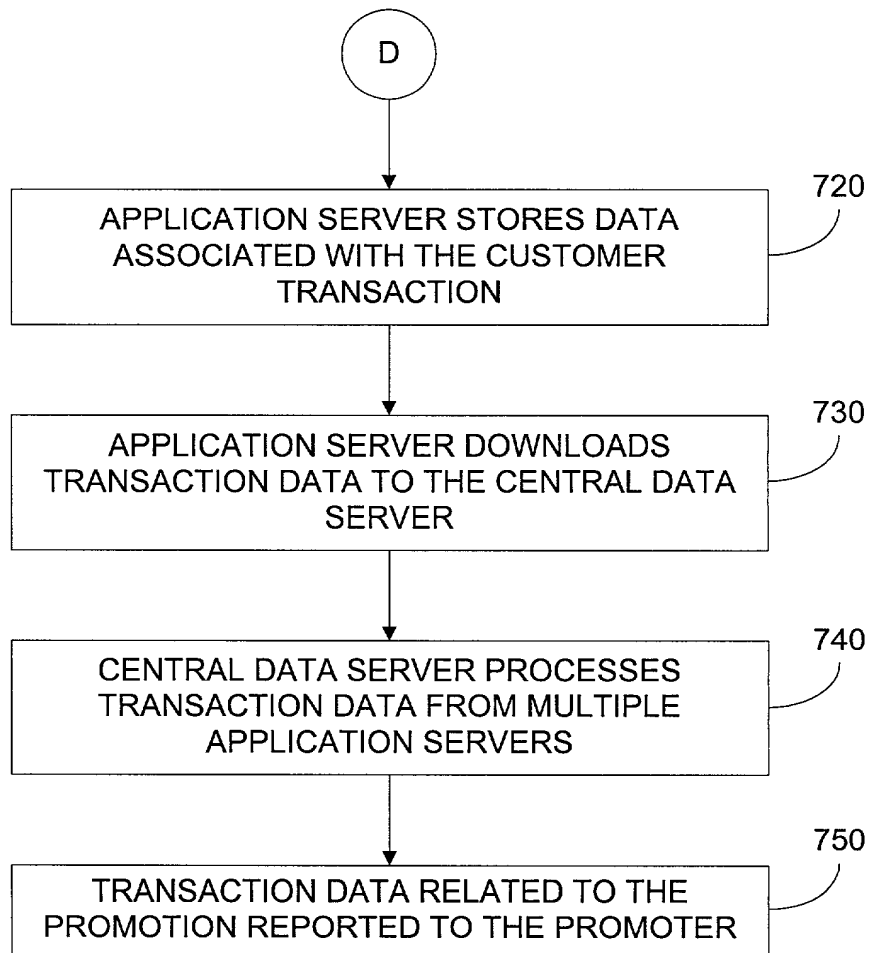 D
720
APPLICATION SERVER STORES DATA
ASSOCIATED WITH THE CUSTOMER
TRANSACTION
730
APPLICATION SERVER DOWNLOADS
TRANSACTION DATA TO THE CENTRAL DATA
SERVER
740
CENTRAL DATA SERVER PROCESSES
TRANSACTION DATA FROM MULTIPLE
APPLICATION SERVERS
750
TRANSACTION DATA RELATED TO THE
PROMOTION REPORTED TO THE PROMOTER